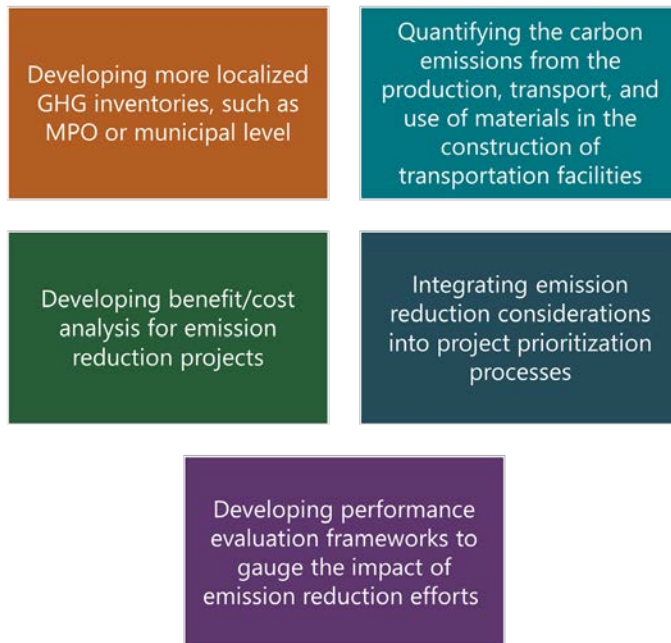 Developing more localized
GHG inventories, such as
MPO or municipal level
Quantifying the carbon
emissions from the
production, transport, and
use of materials in the
construction of
transportation facilities
Developing benefit/cost
analysis for emission
reduction projects
Integrating emission
reduction considerations
into project prioritization
processes
Developing performance
evaluation frameworks to
gauge the impact of
emission reduction efforts